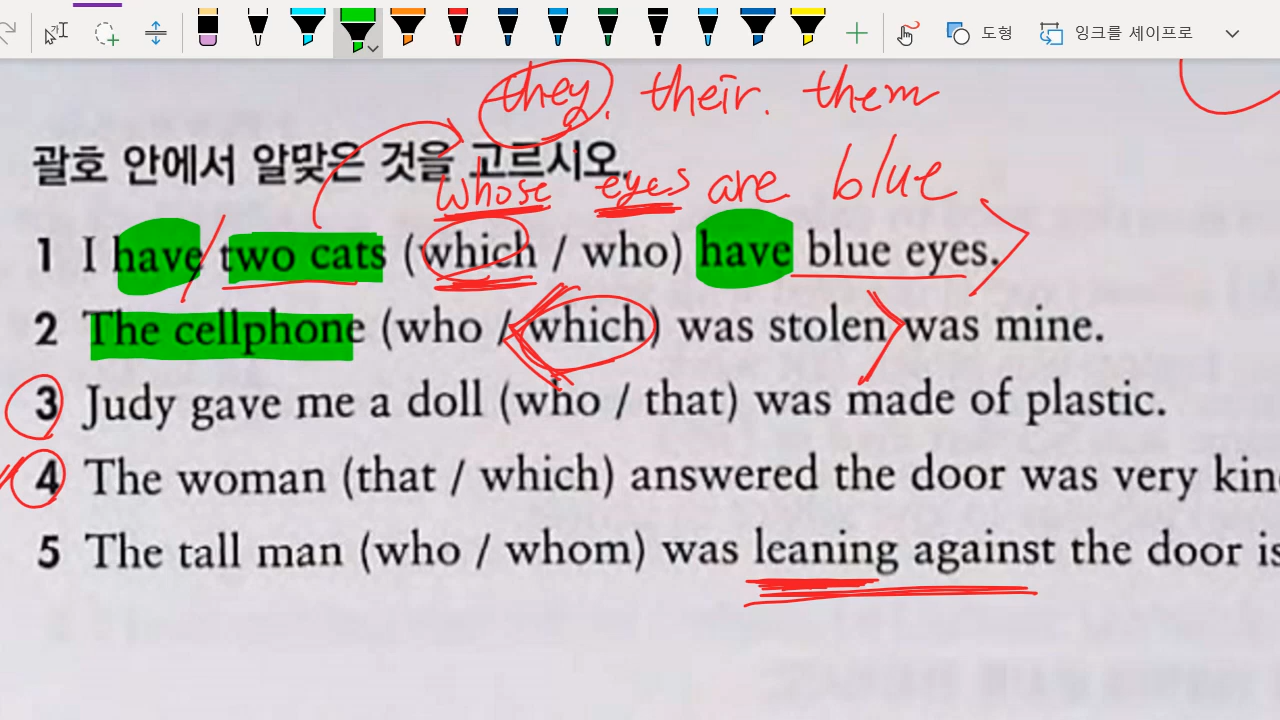 도형 잉크를 셰이프로
they, their. them
괄호 안에서 알맞은 것을 고르시오.
whose eyes are blue
1 I have two cats (which / who) have blue eyes.
2 The cellphone (who / which) was stolen was mine.
3 Judy gave me a doll (who / that) was made of plastic.
4 The woman (that / which) answered the door was very kin
5 The tall man (who / whom) was leaning against the door is